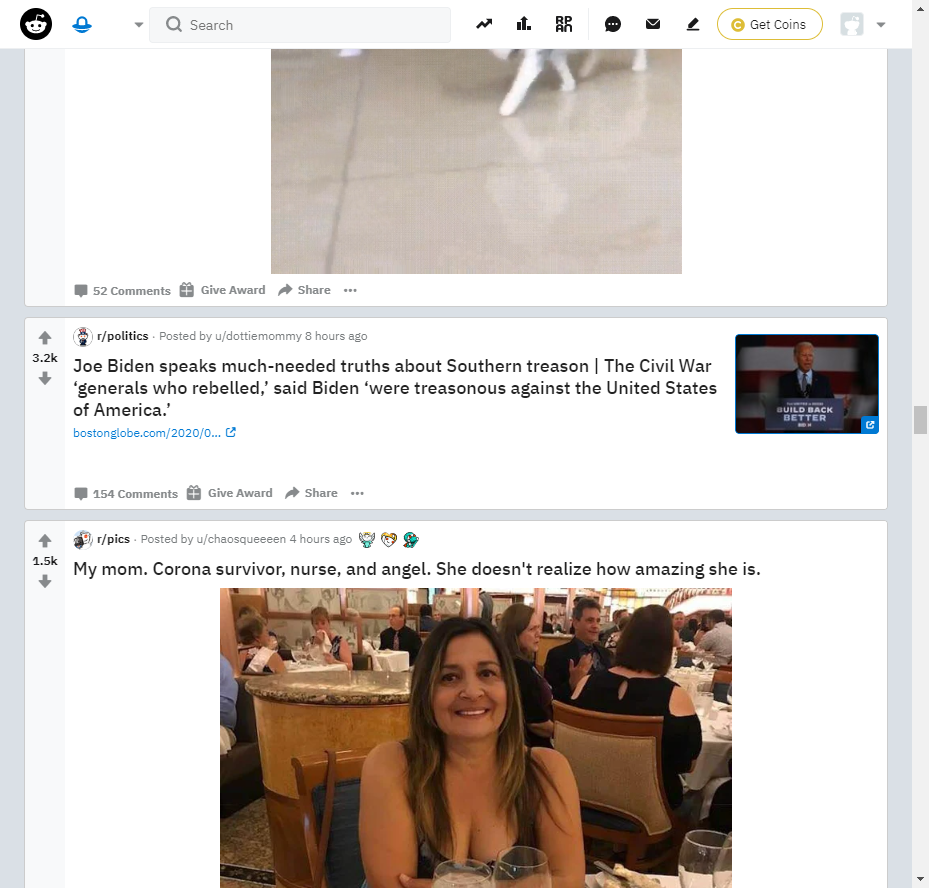 Search
RP
AN
C Get Coins
52 Comments Give Award Share
r/politics · Posted by u/dottiemommy 8 hours ago
3.2k
Joe Biden speaks much-needed truths about Southern treason | The Civil War
‘generals who rebelled,’ said Biden ‘were treasonous against the United States
of America.’
bostonglobe.com/2020/0...
BUILD BACK
BETTER
154 Comments Give Award Share
r/pics · Posted by u/chaosqueeeen 4 hours ago
1.5k
My mom. Corona survivor, nurse, and angel. She doesn't realize how amazing she is.